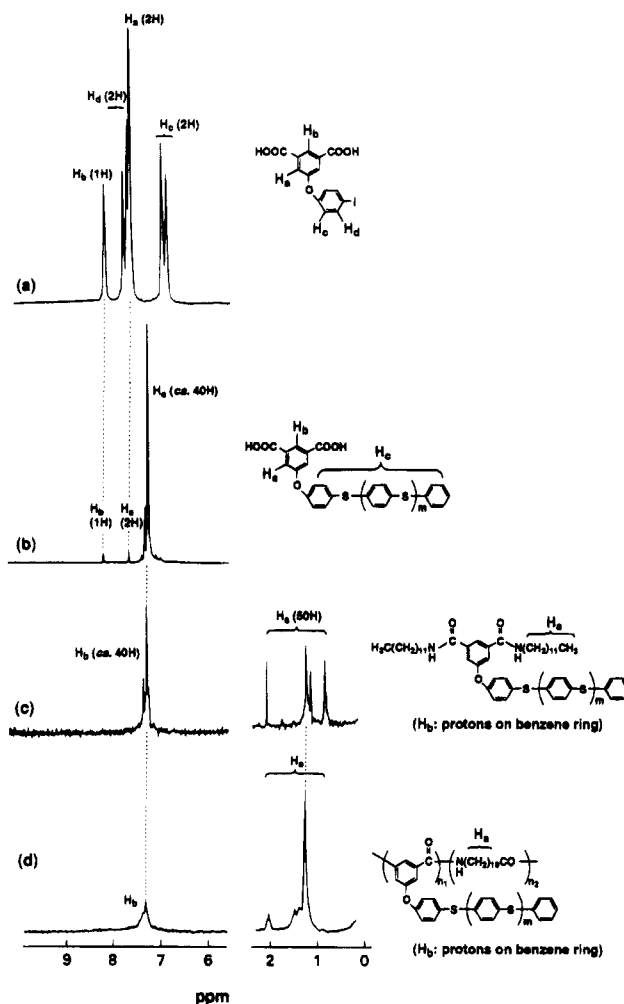 Ha (2H)
Hd (2H)
Hc (2H)
Hb (1H)
(a)
Hb
HOOC
COOH
Ha
O
I
Hc
Hd
Hc (ca. 40H)
Hb (1H)
Ha (2H)
(b)
Hb
HOOC
COOH
Ha
Hc
O
S
S
m
Hb (ca. 40H)
Ha (50H)
(c)
O
O
Ha
H3C(CH2)11N
H
N(CH2)11CH3
H
O
S
S
m
(Hb: protons on benzene ring)
Ha
(d)
Hb
O
C
Ha
N(CH2)18CO
H
n1
n2
O
S
S
m
(Hb: protons on benzene ring)
9 8 7 6 2 1 0
ppm